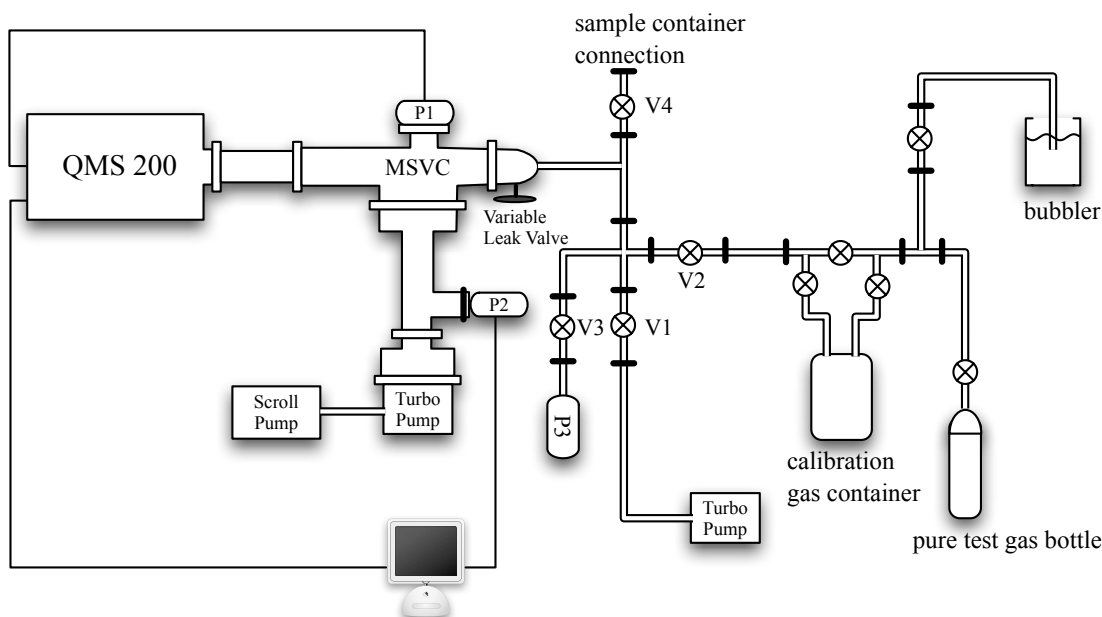 sample container
connection
P1
V4
QMS 200
MSVC
Variable
Leak Valve
bubbler
V2
P2
V3
V1
Scroll
Pump
Turbo
Pump
P3
calibration
gas container
Turbo
Pump
pure test gas bottle